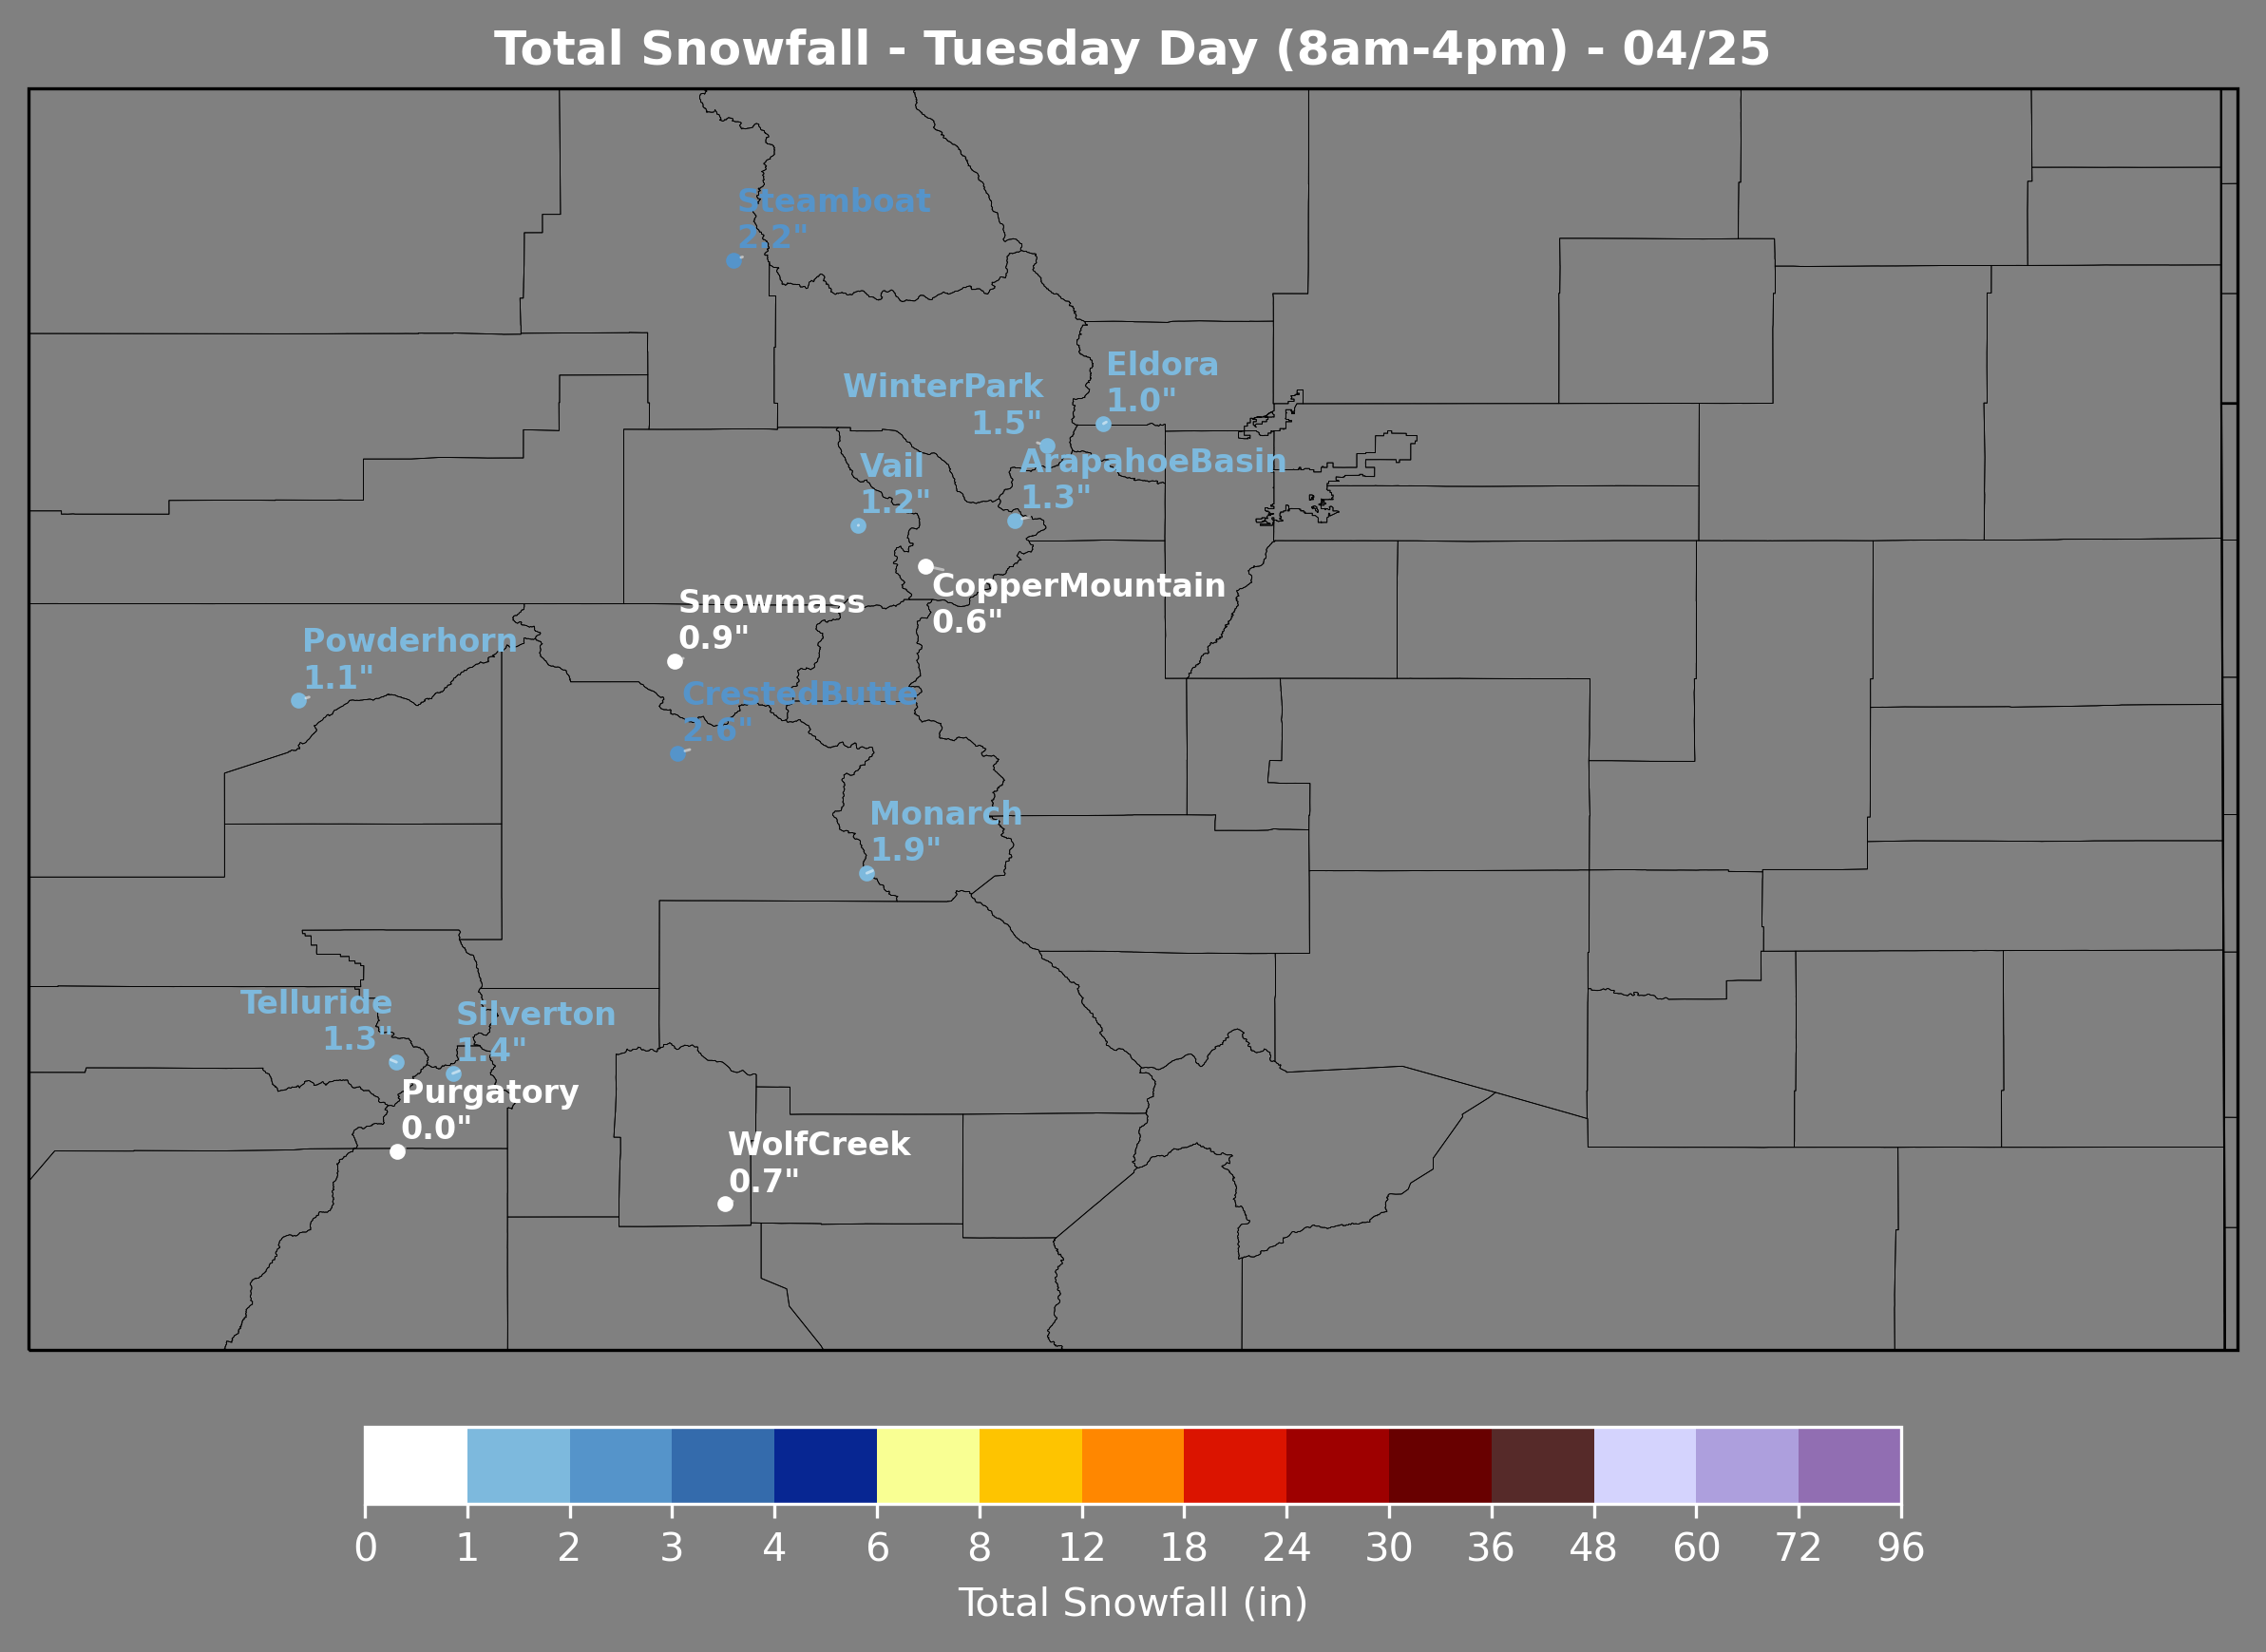 Total Snowfall - Tuesday Day (8am-4pm) - 04/25
Steamboat
2.2"
Eldora
1.0"
WinterPark
1.5"
Vail
1.2"
ArapahoeBasin
1.3"
CopperMountain
0.6"
Snowmass
0.9"
Powderhorn
1.1"
CrestedButte
2.6"
Monarch
1.9"
Telluride
1.3"
Silverton
1.4"
Purgatory
0.0"
WolfCreek
0.7"
0 1 2 3 4 6 8 12 18 24 30 36 48 60 72 96
Total Snowfall (in)